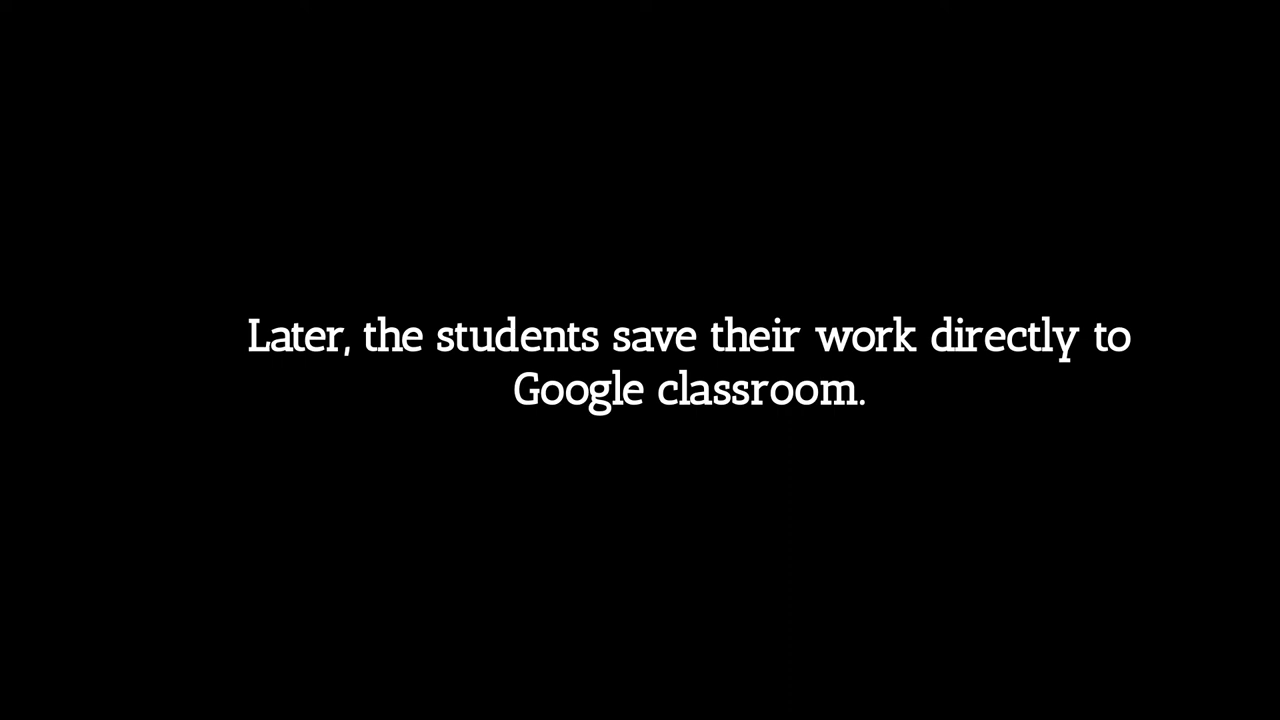 Later, the students save their work directly to
Google classroom.